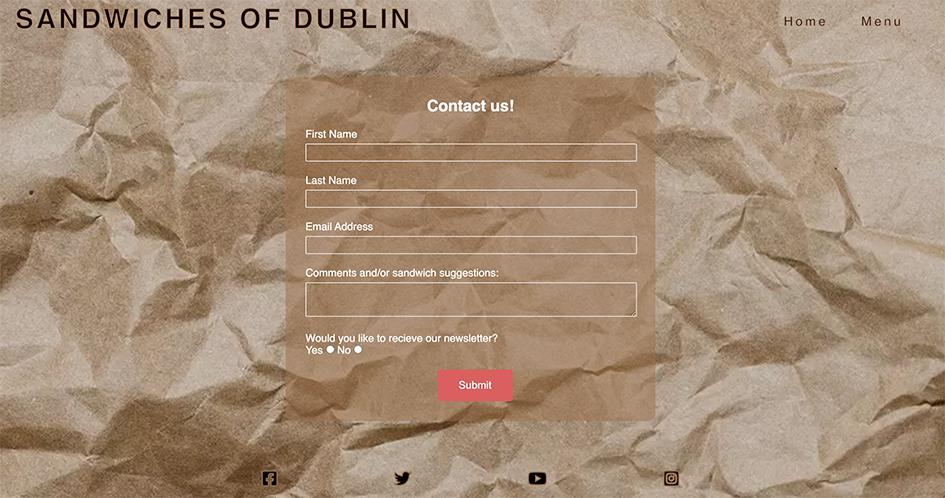 SANDWICHES OF DUBLIN
Home Menu
Contact us!
First Name
Last Name
Email Address
Comments and/or sandwich suggestions:
Would you like to recieve our newsletter?
Yes No
Submit